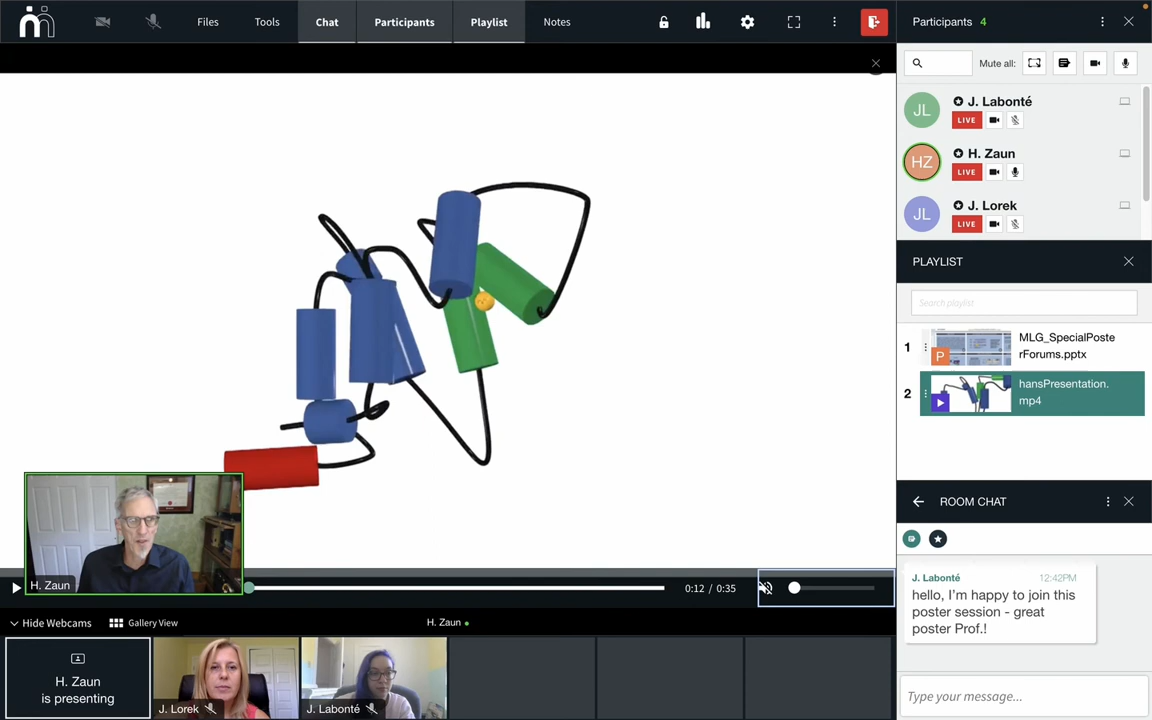 Files
Tools
Chat
Participants
Playlist
Notes
Participants 4
Mute all:
JL
J. Labonté
LIVE
HZ
H. Zaun
LIVE
JL
J. Lorek
LIVE
PLAYLIST
Search playlist
1
P
MLG_SpecialPoste
rForums.pptx
2
hansPresentation.
mp4
ROOM CHAT
J. Labonté
12:42PM
hello, I'm happy to join this
poster session - great
poster Prof.!
Type your message...
H. Zaun
0:12 / 0:35
Hide Webcams
Gallery View
H. Zaun
H. Zaun
is presenting
J. Lorek
J. Labonté